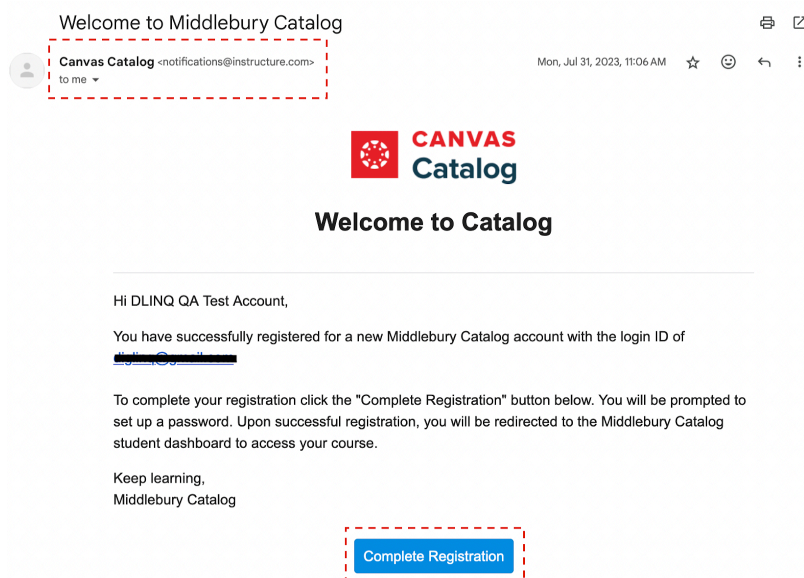 Welcome to Middlebury Catalog
Canvas Catalog <notifications@instructure.com>
Mon, Jul 31, 2023, 11:06 AM
to me
CANVAS
Catalog
Welcome to Catalog
Hi DLINQ QA Test Account,
You have successfully registered for a new Middlebury Catalog account with the login ID of
To complete your registration click the "Complete Registration" button below. You will be prompted to
set up a password. Upon successful registration, you will be redirected to the Middlebury Catalog
student dashboard to access your course.
Keep learning,
Middlebury Catalog
Complete Registration